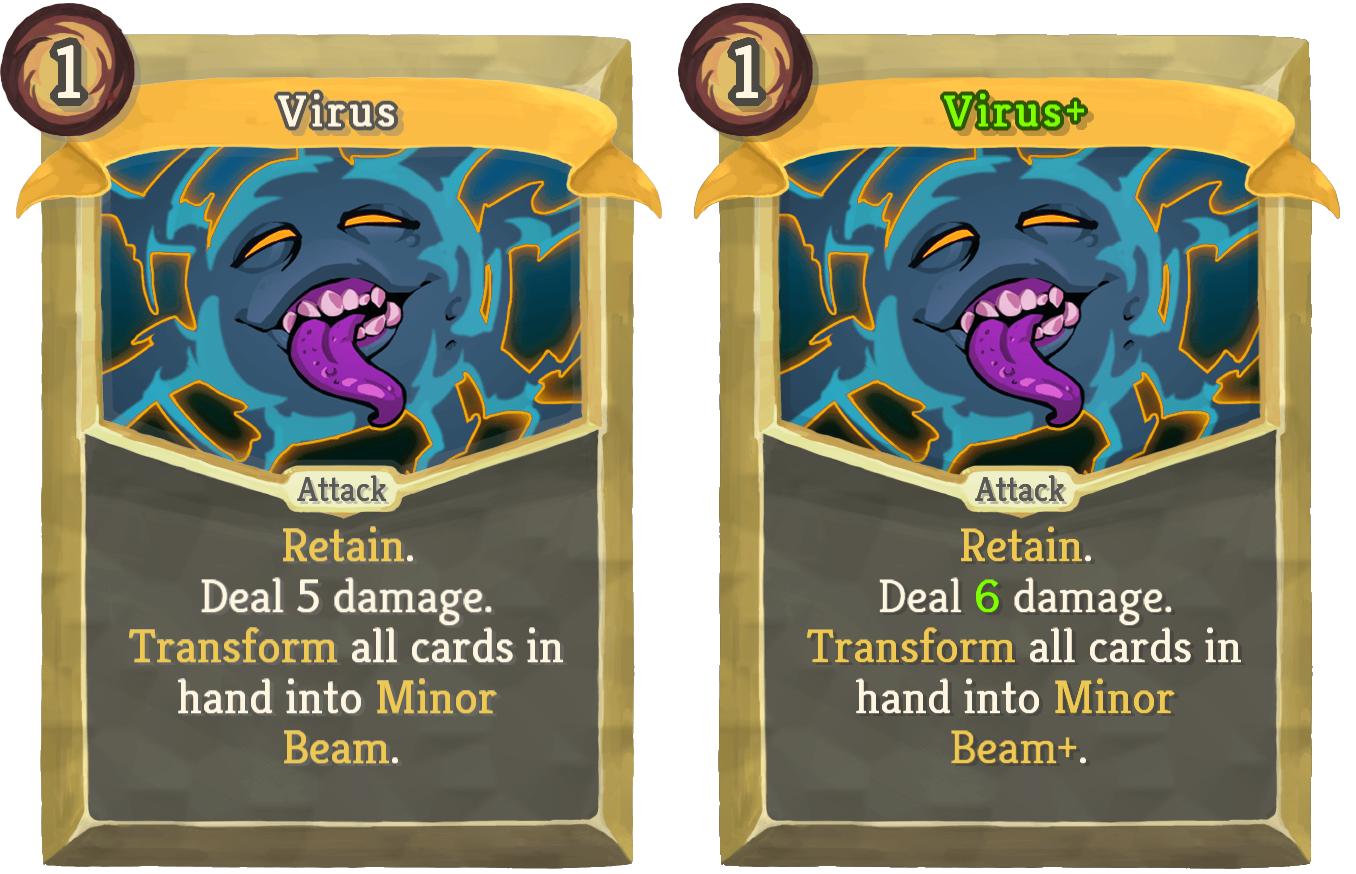 1
Virus
Attack
Retain.
Deal 5 damage.
Transform all cards in
hand into Minor
Beam.
1
Virus+
Attack
Retain.
Deal 6 damage.
Transform all cards in
hand into Minor
Beam+.